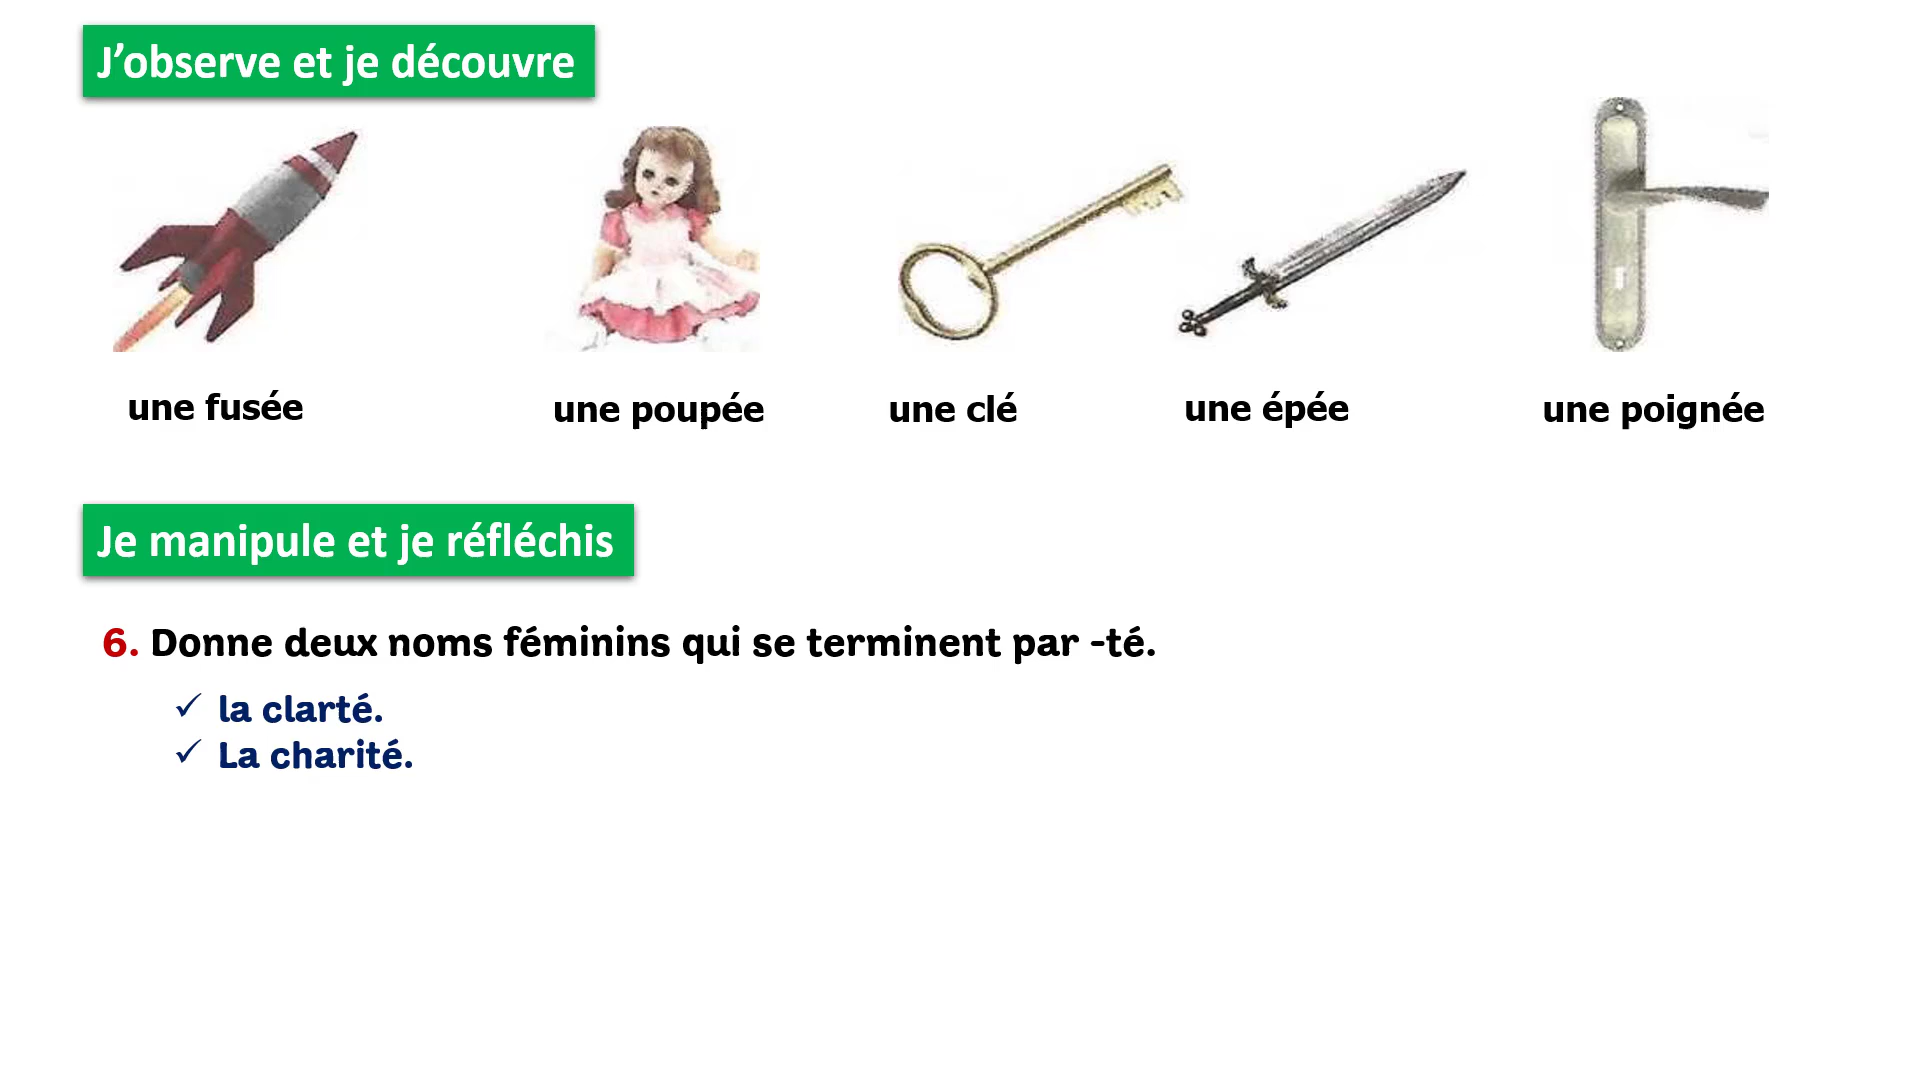 J’observe et je découvre
une fusée
une poupée
une clé
une épée
une poignée
Je manipule et je réfléchis
6. Donne deux noms féminins qui se terminent par -té.
✓ la clarté.
✓ La charité.